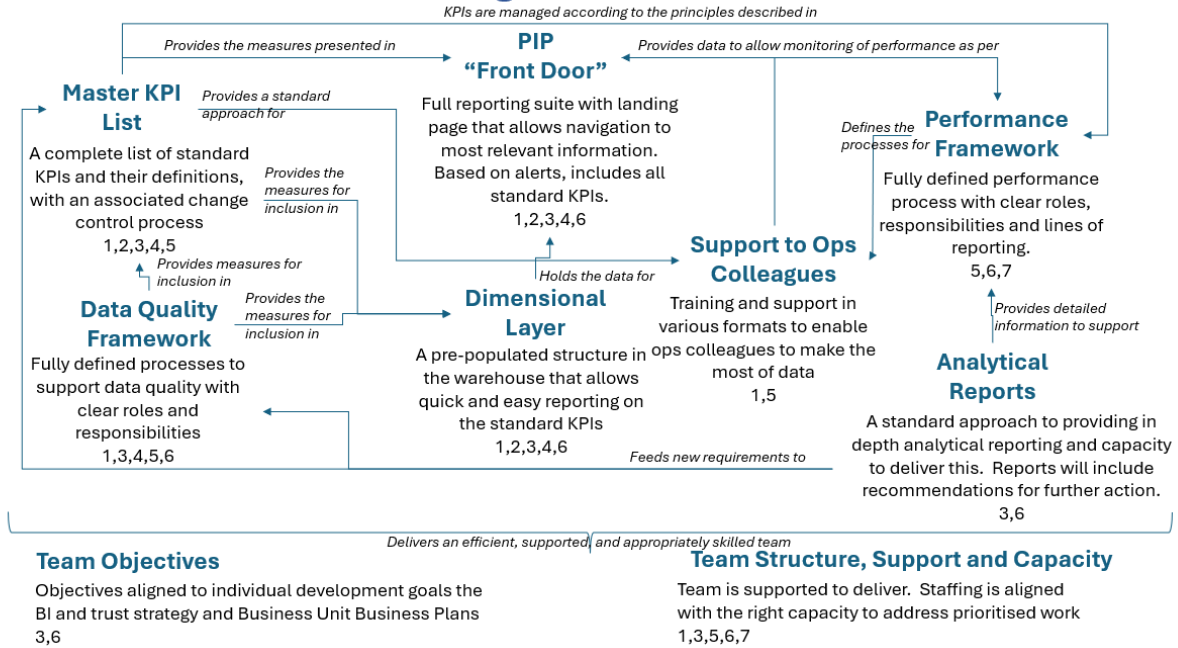 KPIs are managed according to the principles described in
Provides the measures presented in
PIP
“Front Door”
Provides data to allow monitoring of performance as per
Master KPI
List
Provides a standard
approach for
Full reporting suite with landing
page that allows navigation to
most relevant information.
Based on alerts, includes all
standard KPIs.
1,2,3,4,6
Defines the
processes for
Performance
Framework
A complete list of standard
KPIs and their definitions,
with an associated change
control process
1,2,3,4,5
Provides the
measures for
inclusion in
Fully defined performance
process with clear roles,
responsibilities and lines of
reporting.
5,6,7
Provides measures for
inclusion in
Support to Ops
Colleagues
Holds the data for
Data Quality
Framework
Provides the
measures for
inclusion in
Dimensional
Layer
Training and support in
various formats to enable
ops colleagues to make the
most of data
1,5
Provides detailed
information to support
Fully defined processes to
support data quality with
clear roles and
responsibilities
1,3,4,5,6
A pre-populated structure in
the warehouse that allows
quick and easy reporting on
the standard KPIs
1,2,3,4,6
Analytical
Reports
A standard approach to providing in
depth analytical reporting and capacity
to deliver this.  Reports will include
recommendations for further action.
3,6
Feeds new requirements to
Delivers an efficient, supported, and appropriately skilled team
Team Objectives
Objectives aligned to individual development goals the
BI and trust strategy and Business Unit Business Plans
3,6
Team Structure, Support and Capacity
Team is supported to deliver.  Staffing is aligned
with the right capacity to address prioritised work
1,3,5,6,7